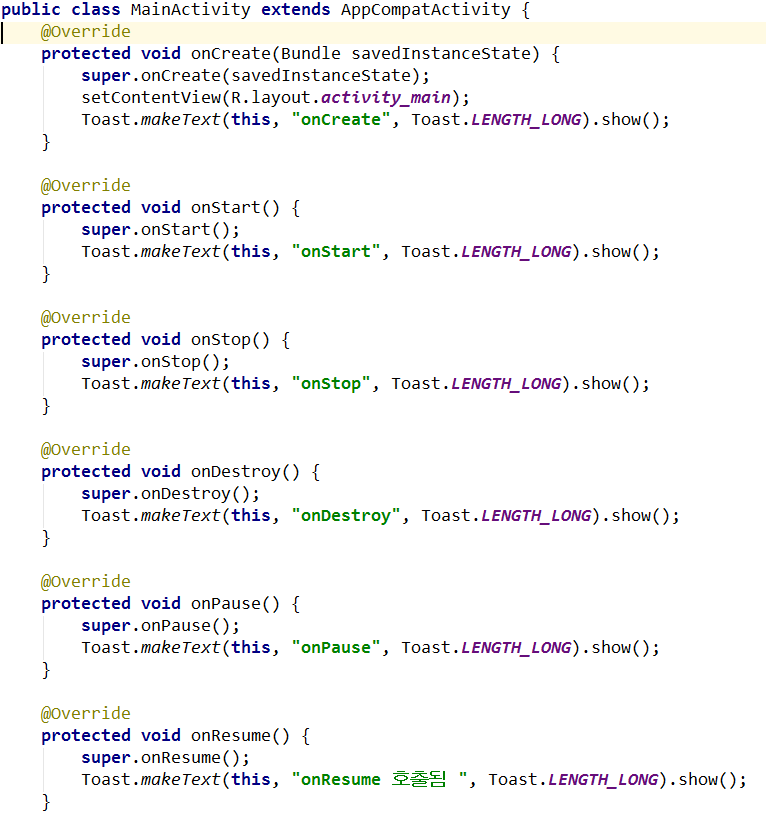 public class MainActivity extends AppCompatActivity {
    @Override
    protected void onCreate(Bundle savedInstanceState) {
        super.onCreate(savedInstanceState);
        setContentView(R.layout.activity_main);
        Toast.makeText(this, "onCreate", Toast.LENGTH_LONG).show();
    }

    @Override
    protected void onStart() {
        super.onStart();
        Toast.makeText(this, "onStart", Toast.LENGTH_LONG).show();
    }

    @Override
    protected void onStop() {
        super.onStop();
        Toast.makeText(this, "onStop", Toast.LENGTH_LONG).show();
    }

    @Override
    protected void onDestroy() {
        super.onDestroy();
        Toast.makeText(this, "onDestroy", Toast.LENGTH_LONG).show();
    }

    @Override
    protected void onPause() {
        super.onPause();
        Toast.makeText(this, "onPause", Toast.LENGTH_LONG).show();
    }

    @Override
    protected void onResume() {
        super.onResume();
        Toast.makeText(this, "onResume 호출됨 ", Toast.LENGTH_LONG).show();
    }